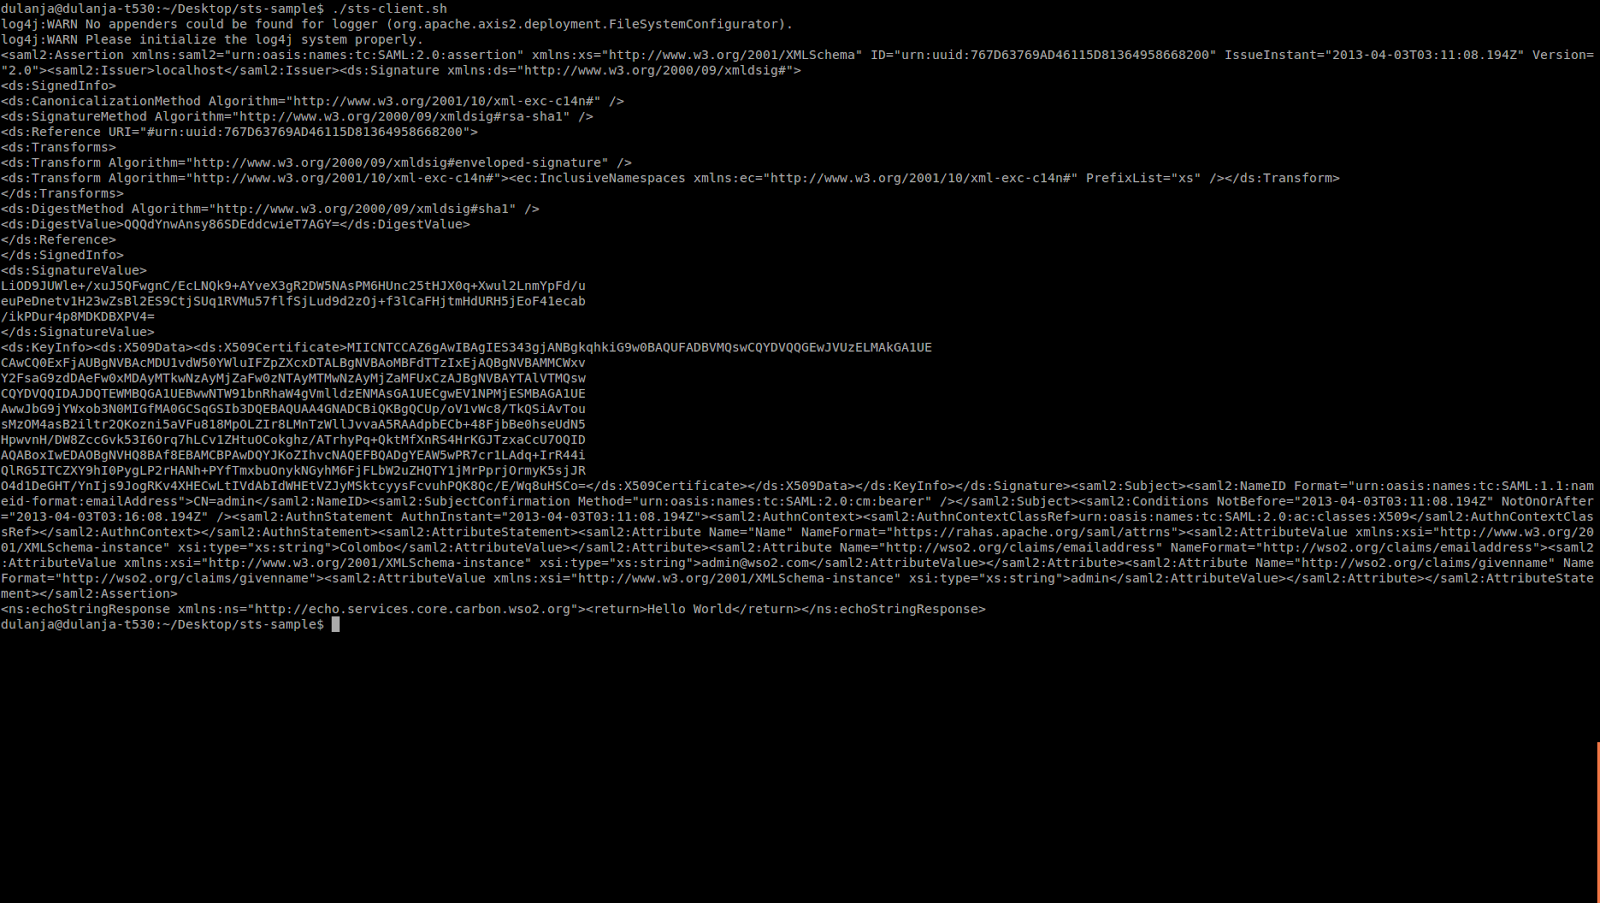 dulanja@dulanja-t530:~/Desktop/sts-sample$ ./sts-client.sh
log4j:WARN No appenders could be found for logger (org.apache.axis2.deployment.FileSystemConfigurator).
log4j:WARN Please initialize the log4j system properly.
<saml2:Assertion xmlns:saml2="urn:oasis:names:tc:SAML:2.0:assertion" xmlns:xs="http://www.w3.org/2001/XMLSchema" ID="urn:uuid:767D63769AD46115D81364958668200" IssueInstant="2013-04-03T03:11:08.194Z" Version=
"2.0"><saml2:Issuer>localhost</saml2:Issuer><ds:Signature xmlns:ds="http://www.w3.org/2000/09/xmldsig#">
<ds:SignedInfo>
<ds:CanonicalizationMethod Algorithm="http://www.w3.org/2001/10/xml-exc-c14n#" />
<ds:SignatureMethod Algorithm="http://www.w3.org/2000/09/xmldsig#rsa-sha1" />
<ds:Reference URI="#urn:uuid:767D63769AD46115D81364958668200">
<ds:Transforms>
<ds:Transform Algorithm="http://www.w3.org/2000/09/xmldsig#enveloped-signature" />
<ds:Transform Algorithm="http://www.w3.org/2001/10/xml-exc-c14n#"><ec:InclusiveNamespaces xmlns:ec="http://www.w3.org/2001/10/xml-exc-c14n#" PrefixList="xs" /></ds:Transform>
</ds:Transforms>
<ds:DigestMethod Algorithm="http://www.w3.org/2000/09/xmldsig#sha1" />
<ds:DigestValue>QQQdYnwAnsy86SDEddcwieT7AGY=</ds:DigestValue>
</ds:Reference>
</ds:SignedInfo>
<ds:SignatureValue>
LiOD9JUWle+/xuJ5QFwgnC/EcLNQk9+AYveX3gR2DW5NAsPM6HUnc25tHJX0q+Xwul2LnmYpFd/u
euPeDnetv1H23wZsBl2ES9CtjSUq1RVMu57flfSjLud9d2zOj+f3lCaFHjtmHdURH5jEoF41ecab
/ikPDur4p8MDKDBXPV4=
</ds:SignatureValue>
<ds:KeyInfo><ds:X509Data><ds:X509Certificate>MIICNTCCAZ6gAwIBAgIES343gjANBgkqhkiG9w0BAQUFADBVMQswCQYDVQQGEwJVUzELMAkGA1UE
CAwCQ0ExFjAUBgNVBAcMDU1vdW50YWluIFZpZXcxDTALBgNVBAoMBFdTTzIxEjAQBgNVBAMMCWxv
Y2FsaG9zdDAeFw0xMDAyMTkwNzAyMjZaFw0zNTAyMTMwNzAyMjZaMFUxCzAJBgNVBAYTAlVTMQsw
CQYDVQQIDAJDQTEWMBQGA1UEBwwNTW91bnRhaW4gVmlldzENMAsGA1UECgwEV1NPMjESMBAGA1UE
AwwJbG9jYWxob3N0MIGfMA0GCSqGSIb3DQEBAQUAA4GNADCBiQKBgQCUp/oV1vWc8/TkQSiAvTou
sMzOM4asB2iltr2QKozni5aVFu818MpOLZIr8LMnTzWllJvvaA5RAAdpbECb+48FjbBe0hseUdN5
HpwvnH/DW8ZccGvk53I6Orq7hLCv1ZHtuOCokghz/ATrhyPq+QktMfXnRS4HrKGJTzxaCcU7OQID
AQABoxIwEDAOBgNVHQ8BAf8EBAMCBPAwDQYJKoZIhvcNAQEFBQADgYEAW5wPR7cr1LAdq+IrR44i
QlRG5ITCZXY9hI0PygLP2rHANh+PYfTmxbuOnykNGyhM6FjFLbW2uZHQTY1jMrPprjOrmyK5sjJR
O4d1DeGHT/YnIjs9JogRKv4XHECwLtIVdAbIdWHEtVZJyMSktcyysFcvuhPQK8Qc/E/Wq8uHSCo=</ds:X509Certificate></ds:X509Data></ds:KeyInfo></ds:Signature><saml2:Subject><saml2:NameID Format="urn:oasis:names:tc:SAML:1.1:nam
eid-format:emailAddress">CN=admin</saml2:NameID><saml2:SubjectConfirmation Method="urn:oasis:names:tc:SAML:2.0:cm:bearer" /></saml2:Subject><saml2:Conditions NotBefore="2013-04-03T03:11:08.194Z" NotOnOrAfter
="2013-04-03T03:16:08.194Z" /><saml2:AuthnStatement AuthnInstant="2013-04-03T03:11:08.194Z"><saml2:AuthnContext><saml2:AuthnContextClassRef>urn:oasis:names:tc:SAML:2.0:ac:classes:X509</saml2:AuthnContextClas
sRef></saml2:AuthnContext></saml2:AuthnStatement><saml2:AttributeStatement><saml2:Attribute Name="Name" NameFormat="https://rahas.apache.org/saml/attrns"><saml2:AttributeValue xmlns:xsi="http://www.w3.org/20
01/XMLSchema-instance" xsi:type="xs:string">Colombo</saml2:AttributeValue></saml2:Attribute><saml2:Attribute Name="http://wso2.org/claims/emailaddress" NameFormat="http://wso2.org/claims/emailaddress"><saml2
:AttributeValue xmlns:xsi="http://www.w3.org/2001/XMLSchema-instance" xsi:type="xs:string">admin@wso2.com</saml2:AttributeValue></saml2:Attribute><saml2:Attribute Name="http://wso2.org/claims/givenname" Name
Format="http://wso2.org/claims/givenname"><saml2:AttributeValue xmlns:xsi="http://www.w3.org/2001/XMLSchema-instance" xsi:type="xs:string">admin</saml2:AttributeValue></saml2:Attribute></saml2:AttributeState
ment></saml2:Assertion>
<ns:echoStringResponse xmlns:ns="http://echo.services.core.carbon.wso2.org"><return>Hello World</return></ns:echoStringResponse>
dulanja@dulanja-t530:~/Desktop/sts-sample$